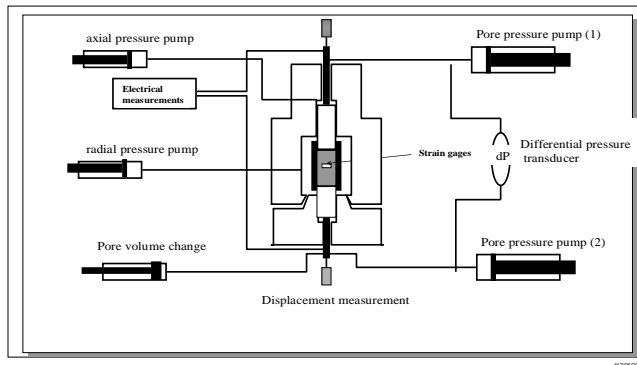 axial pressure pump
Pore pressure pump (1)
Electrical
measurements
radial pressure pump
Strain gages
dP
Differential pressure
transducer
Pore volume change
Pore pressure pump (2)
Displacement measurement